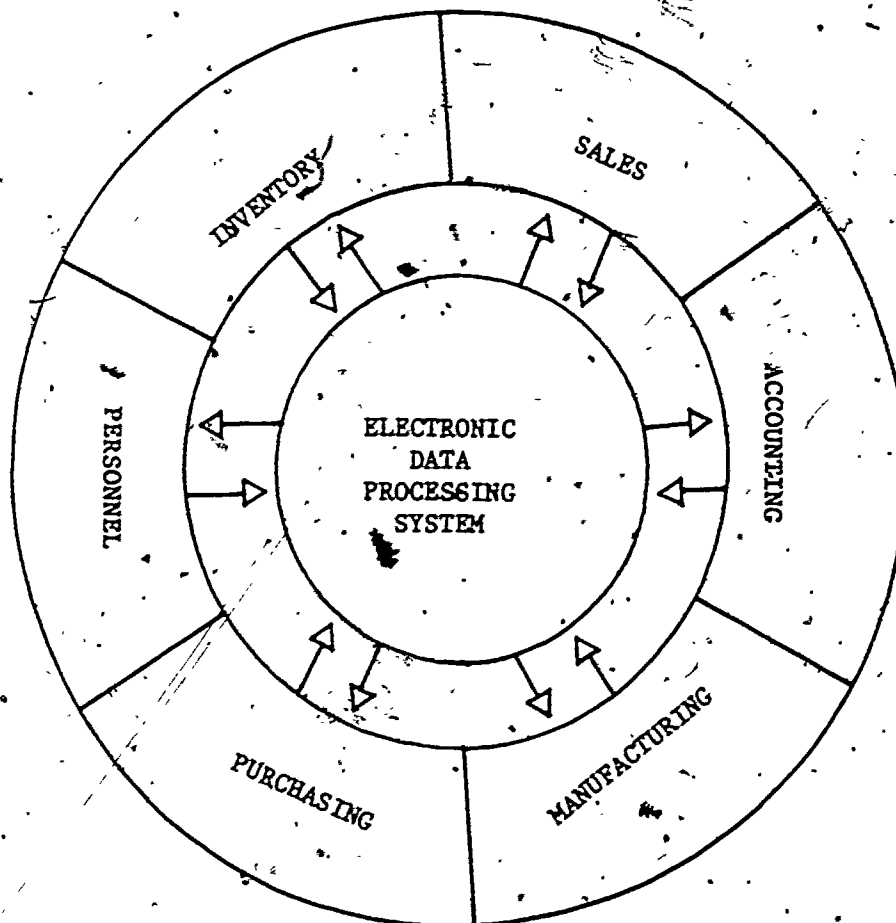 SALES
INVENTORY
ACCOUNTING
PERSONNEL
ELECTRONIC
DATA
PROCESSING
SYSTEM
MANUFACTURING
PURCHASING